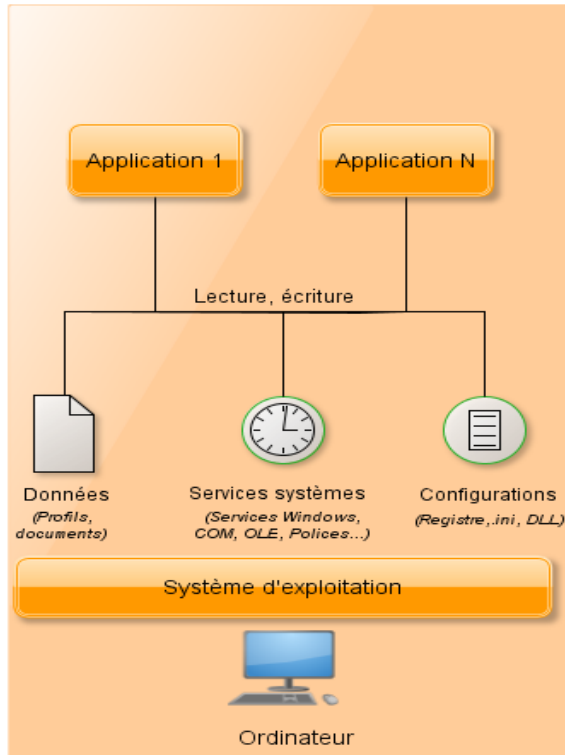 Application 1
Application N
Lecture, écriture
Données
(Profils,
documents)
Services systèmes
(Services Windows,
COM, OLE, Polices...)
Configurations
(Registre,.ini, DLL)
Système d'exploitation
Ordinateur